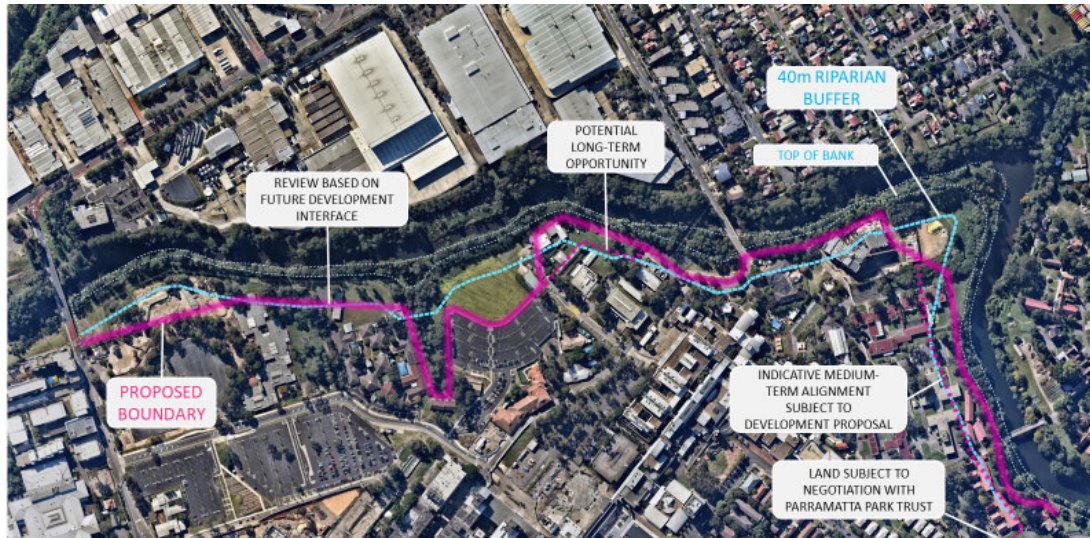 40m RIPARIAN
BUFFER
POTENTIAL
LONG-TERM
OPPORTUNITY
TOP OF BANK
REVIEW BASED ON
FUTURE DEVELOPMENT
INTERFACE
PROPOSED
BOUNDARY
INDICATIVE MEDIUM-
TERM ALIGNMENT
SUBJECT TO
DEVELOPMENT PROPOSAL
LAND SUBJECT TO
NEGOTIATION WITH
PARRAMATTA PARK TRUST